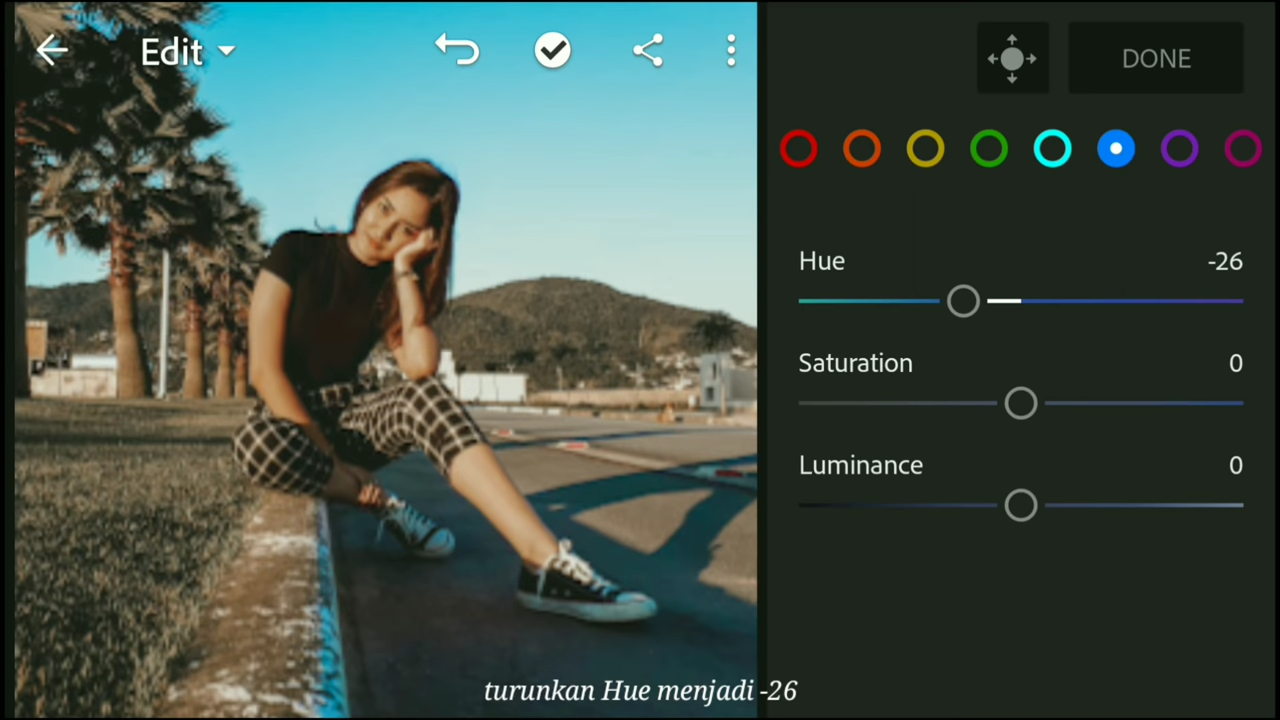 Edit
DONE
Hue -26
Saturation 0
Luminance 0
turunkan Hue menjadi -26